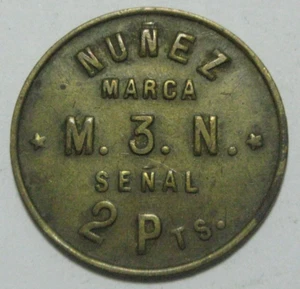 NUÑEZ
MARCA
M. 3. N.
SEÑAL
2 PTS.